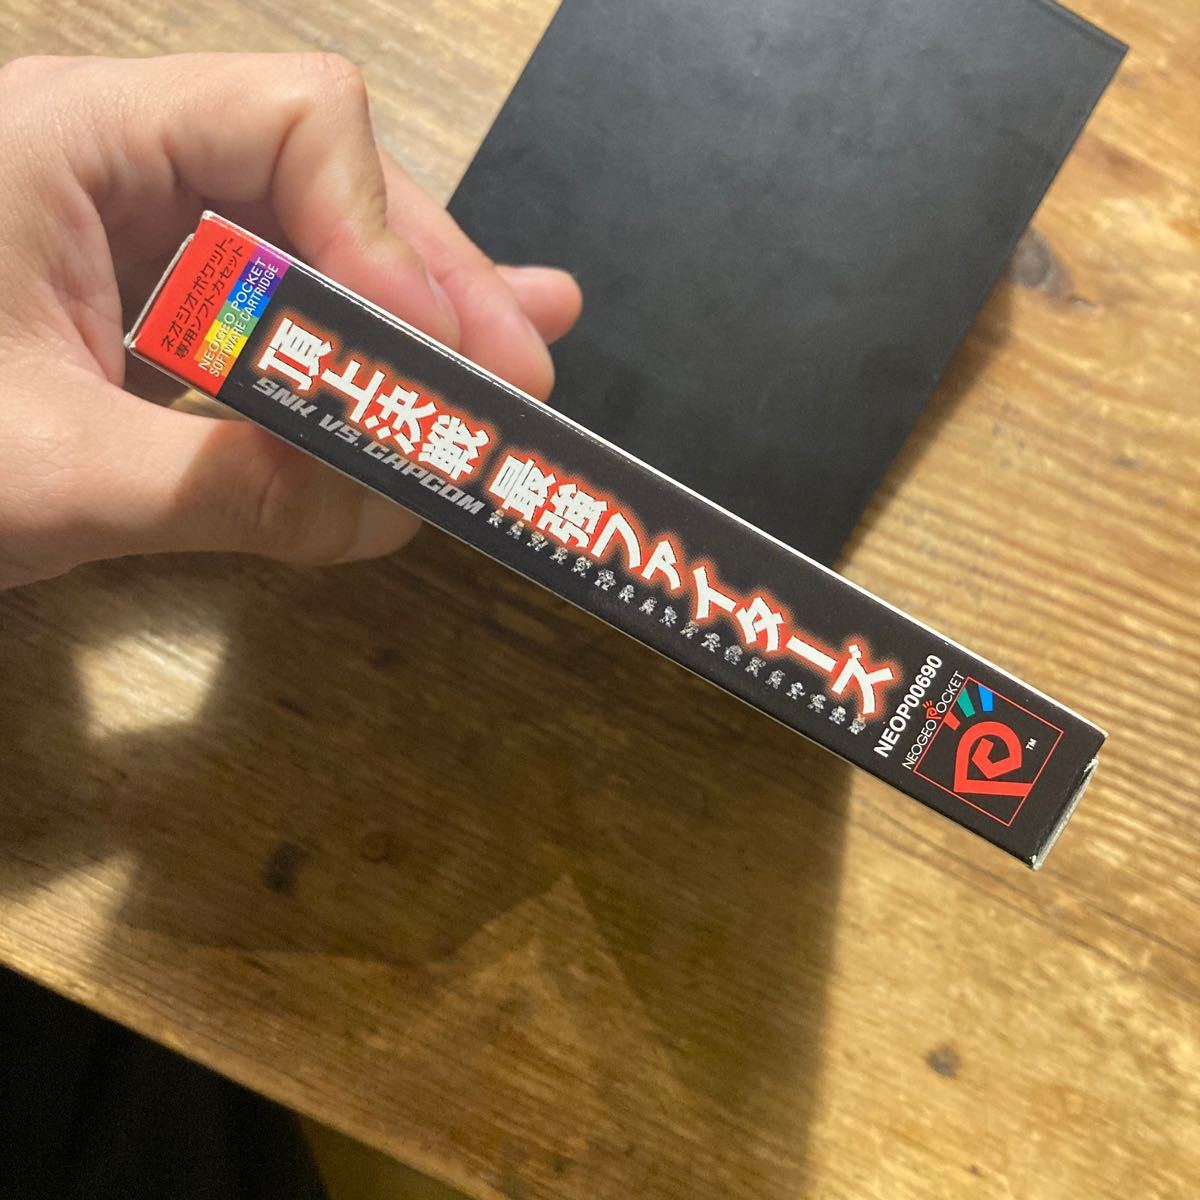 ネオジオポケット
専用ソフトカセット
NEOGEO POCKET
SOFTWARE CARTRIDGE
頂上決戦 最強ファイターズ
SNK VS. CAPCOM
NEOP00690
NEOGEO POCKET
TM